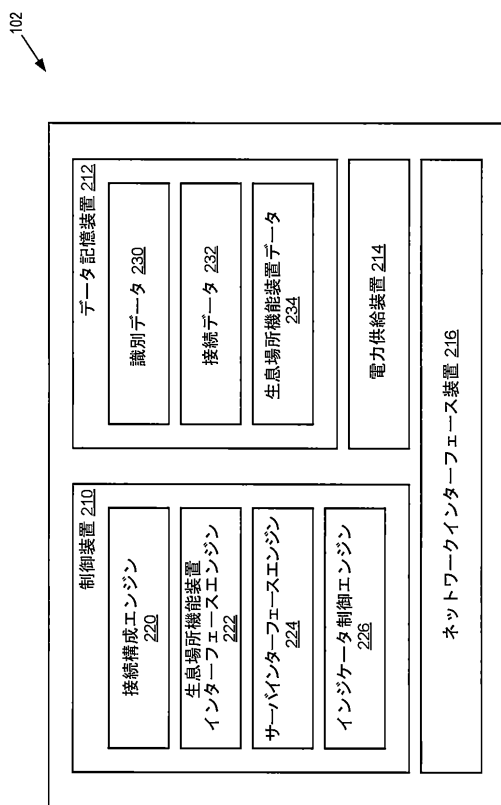 102
制御装置 210
接続構成エンジン
220
生息場所機能装置
インターフェースエンジン
222
サーバインターフェースエンジン
224
インジケータ制御エンジン
226
データ記憶装置 212
識別データ 230
接続データ 232
生息場所機能装置データ
234
電力供給装置 214
ネットワークインターフェース装置 216